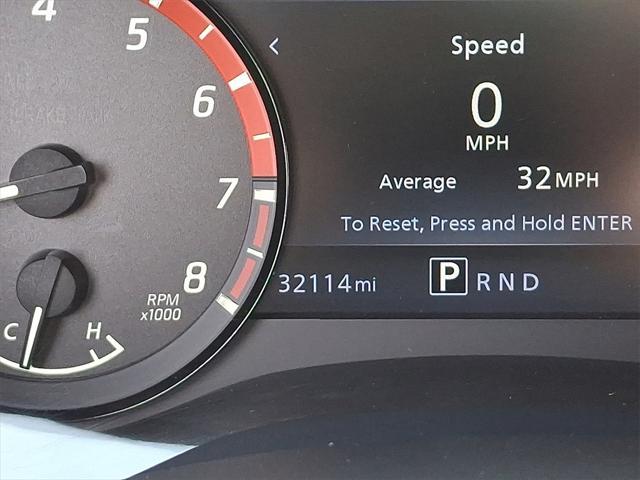 4
5
6
7
8
RPM
x1000
C
H
Speed
0
MPH
Average 32 MPH
To Reset, Press and Hold ENTER
32114 mi
P R N D